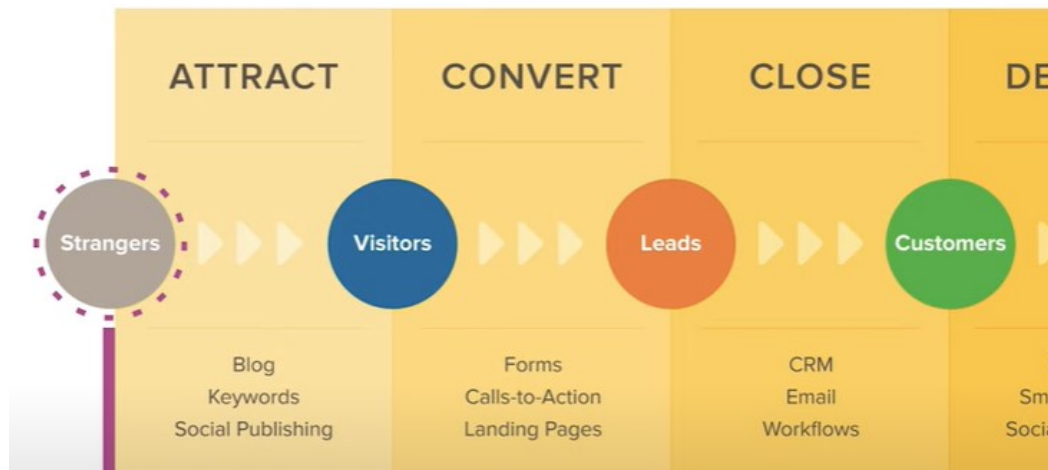 ATTRACT
CONVERT
CLOSE
Strangers
Visitors
Leads
Customers
Blog
Keywords
Social Publishing
Forms
Calls-to-Action
Landing Pages
CRM
Email
Workflows